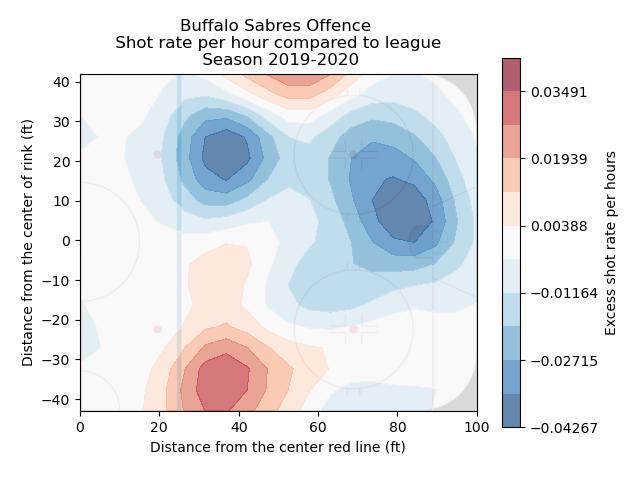 Buffalo Sabres Offence
Shot rate per hour compared to league
Season 2019-2020
40
30
20
10
0
−10
−20
−30
−40
Distance from the center of rink (ft)
0 20 40 60 80 100
Distance from the center red line (ft)
0.03491
0.01939
0.00388
−0.01164
−0.02715
−0.04267
Excess shot rate per hours